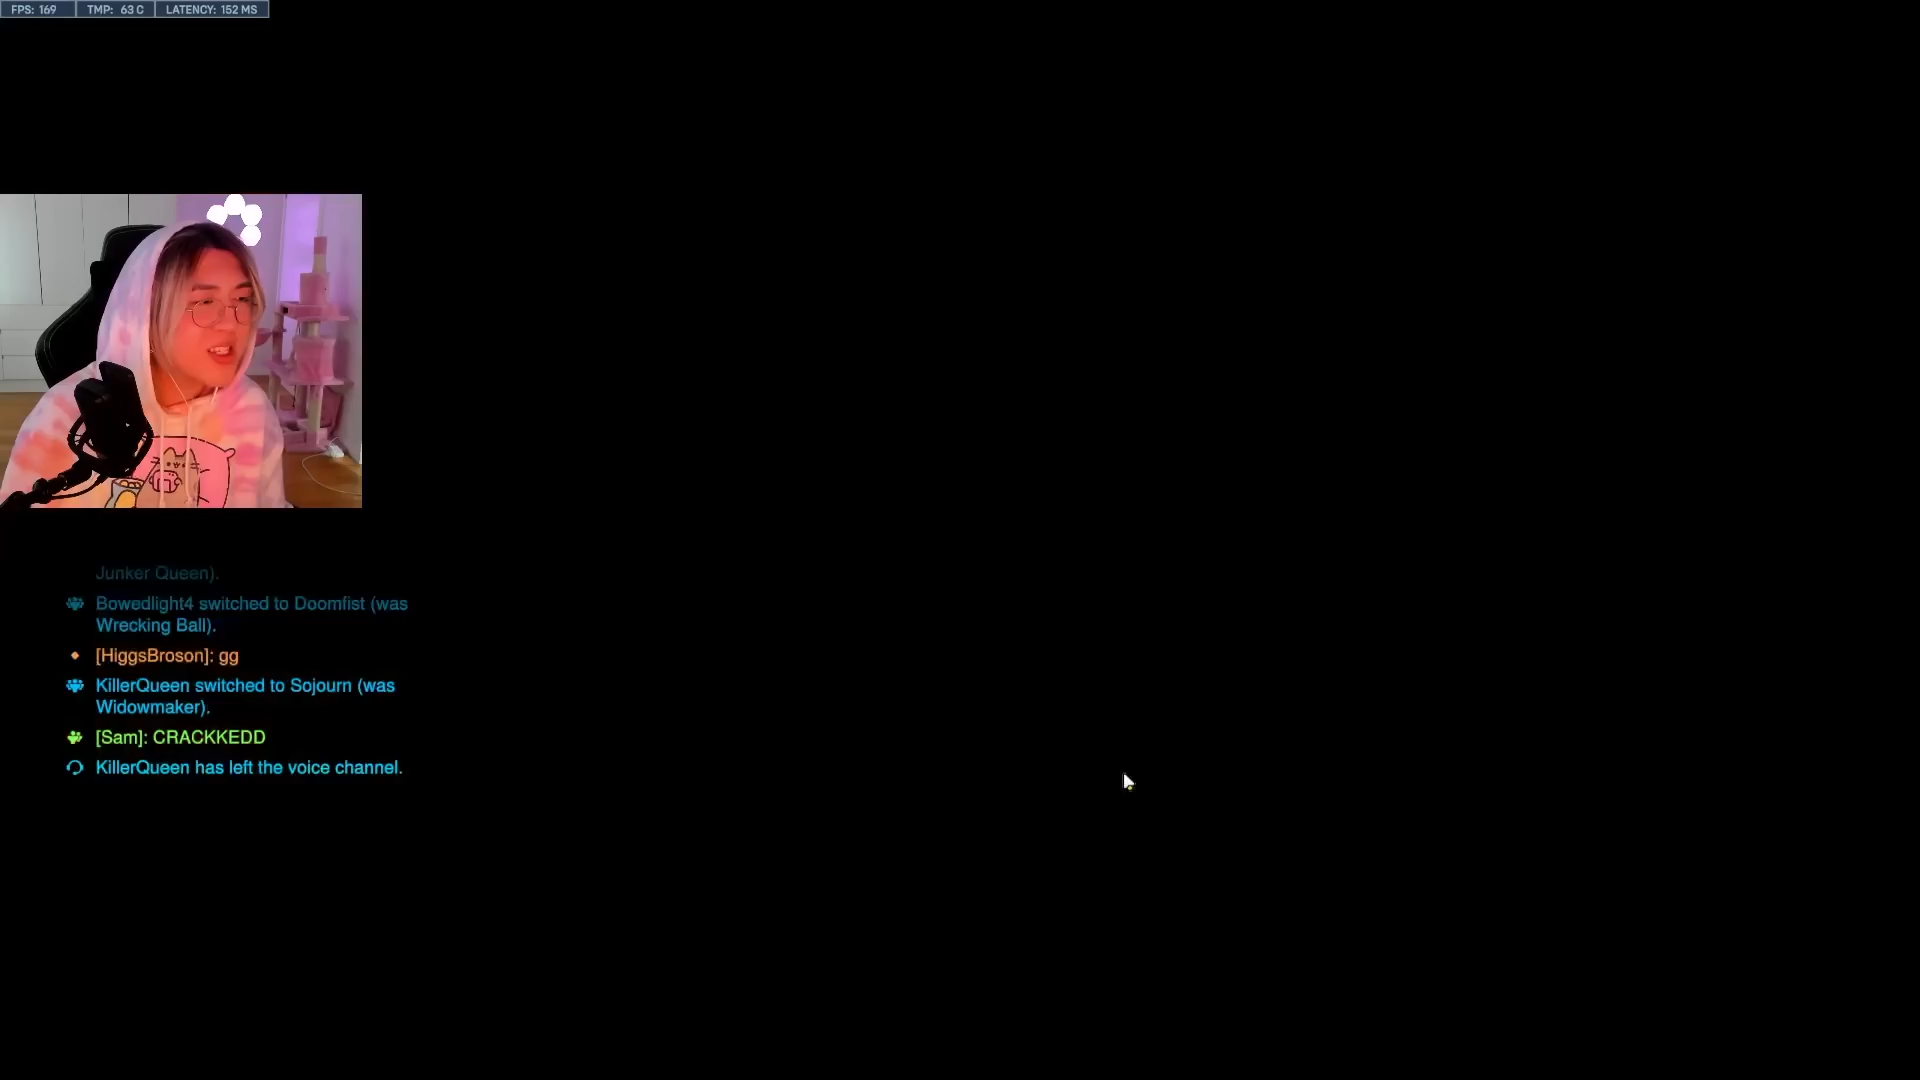 FPS: 169 TMP: 63 C LATENCY: 152 MS
Junker Queen).
Bowedlight4 switched to Doomfist (was
Wrecking Ball).
[HiggsBroson]: gg
KillerQueen switched to Sojourn (was
Widowmaker).
[Sam]: CRACKKEDD
KillerQueen has left the voice channel.